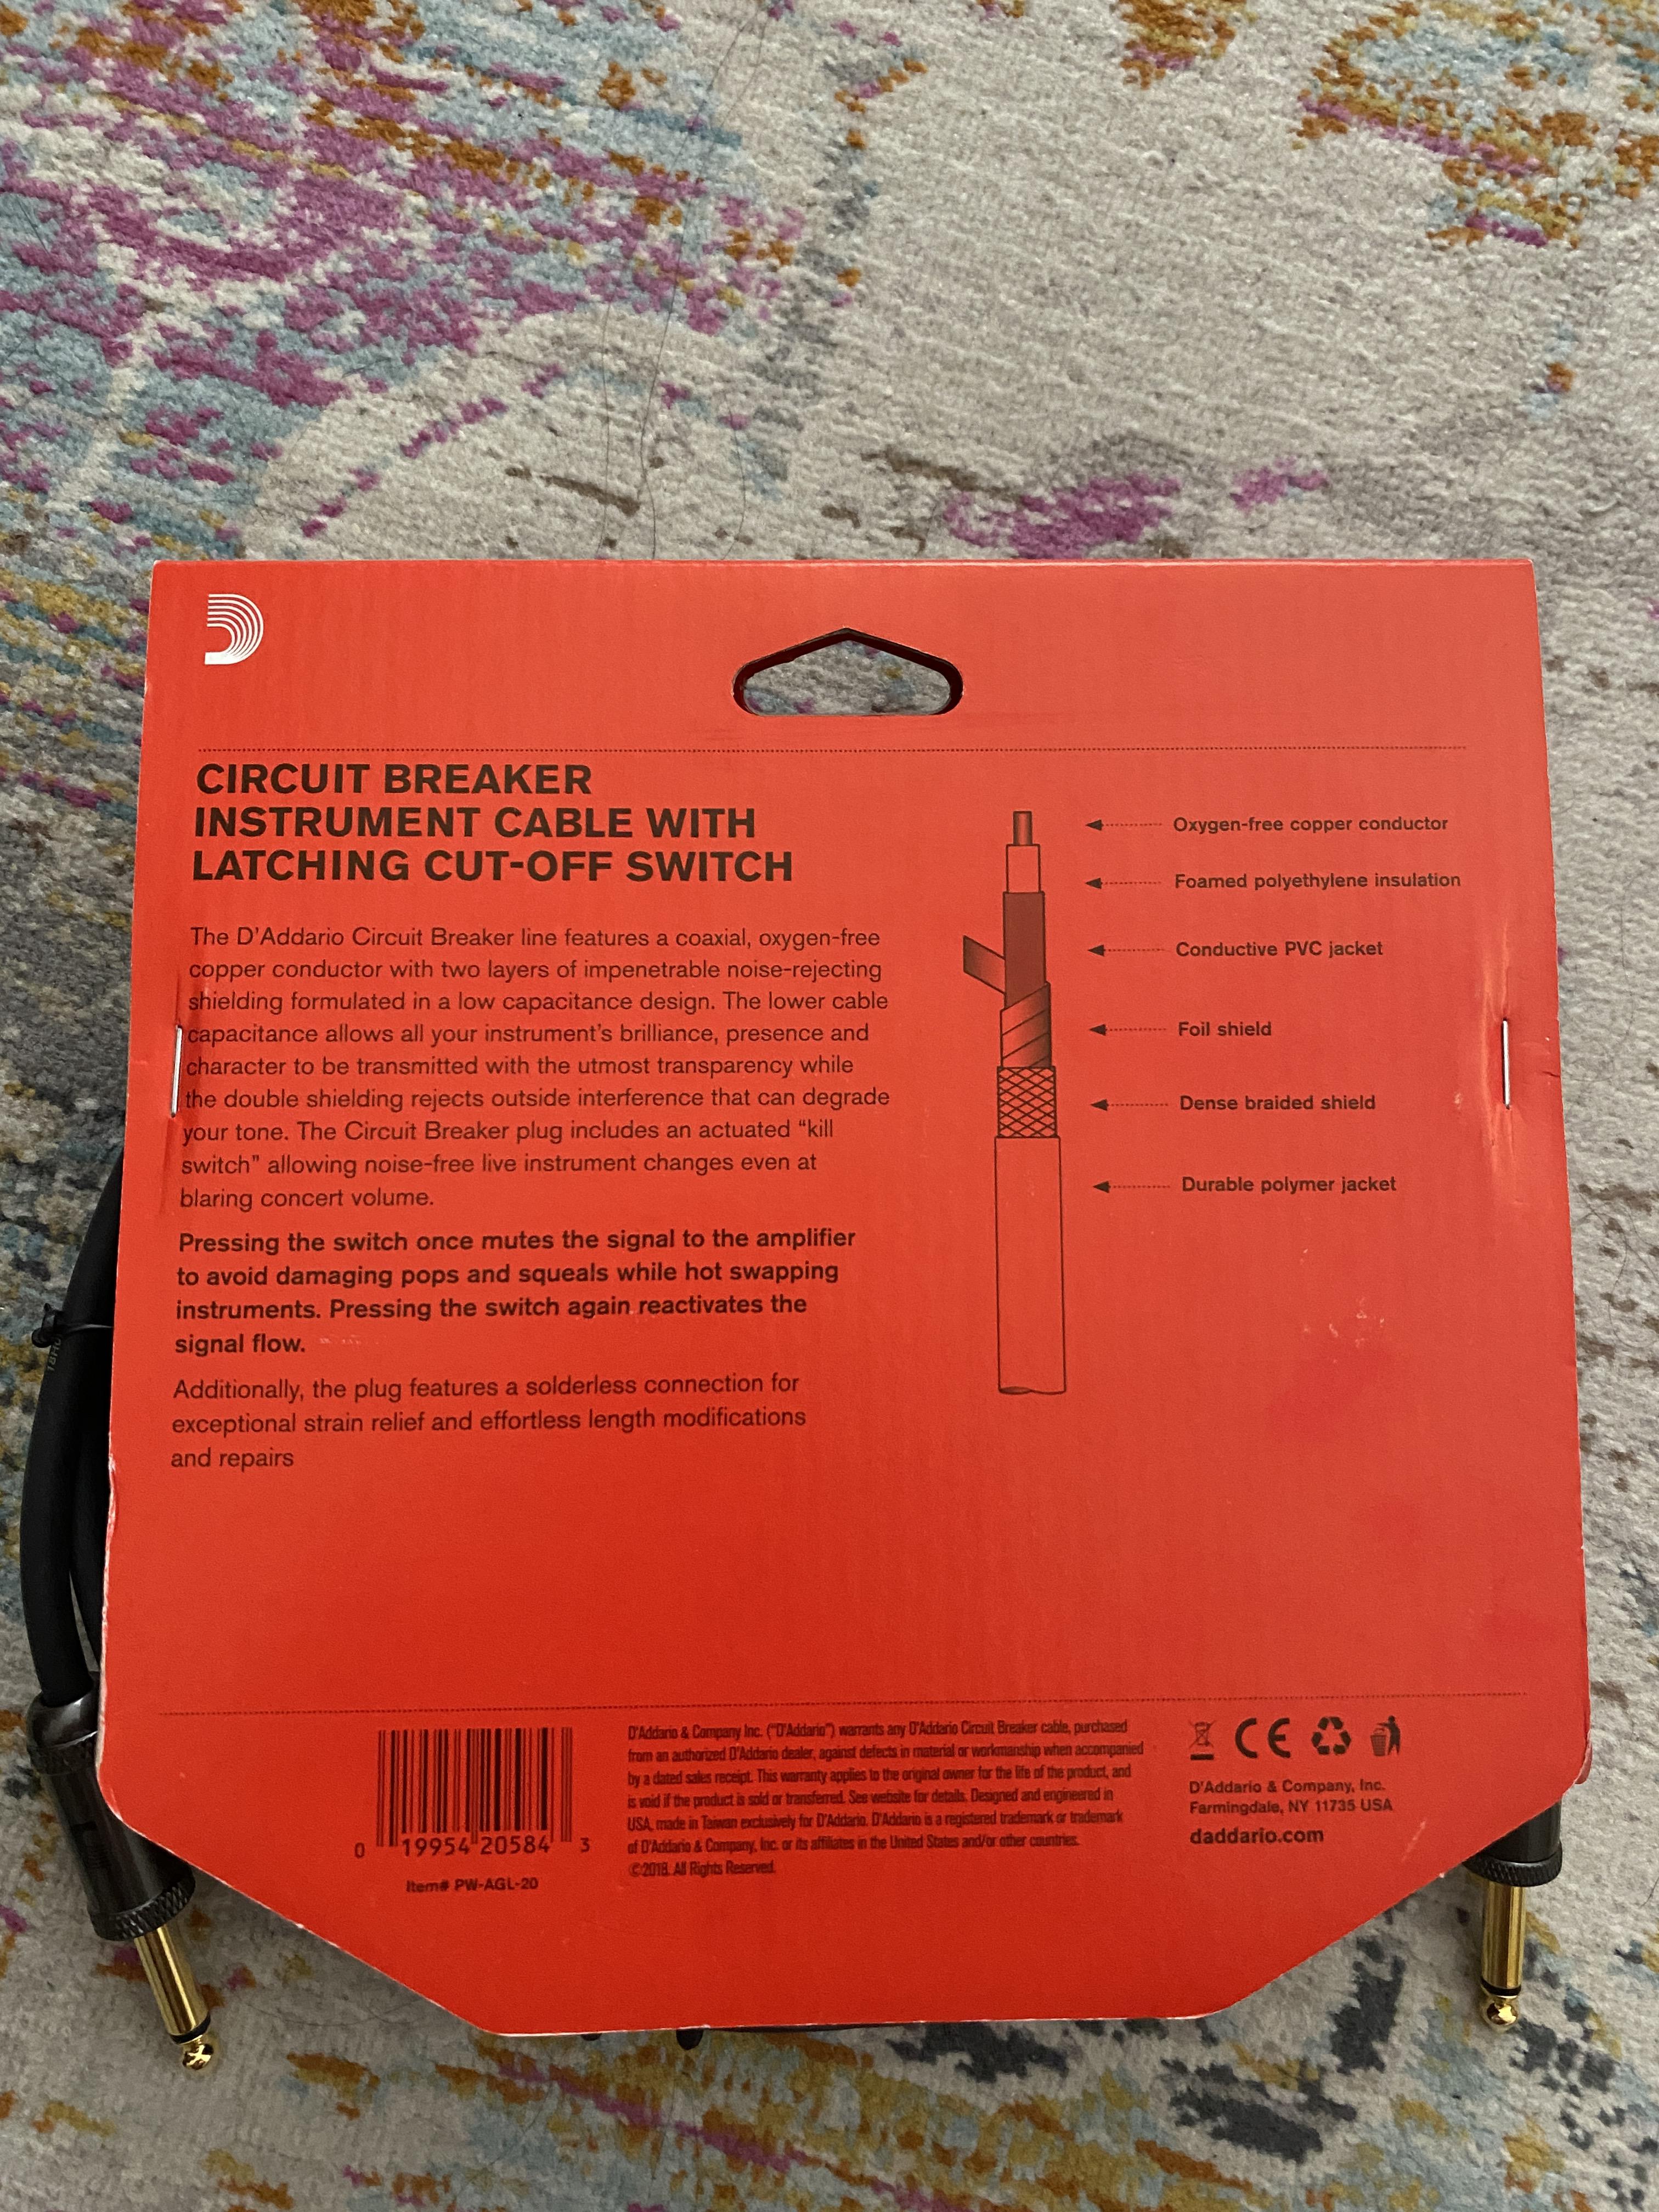 CIRCUIT BREAKER
INSTRUMENT CABLE WITH
LATCHING CUT-OFF SWITCH
The D'Addario Circuit Breaker line features a coaxial, oxygen-free
copper conductor with two layers of impenetrable noise-rejecting
shielding formulated in a low capacitance design. The lower cable
capacitance allows all your instrument's brilliance, presence and
character to be transmitted with the utmost transparency while
the double shielding rejects outside interference that can degrade
your tone. The Circuit Breaker plug includes an actuated “kill
switch” allowing noise-free live instrument changes even at
blaring concert volume.
Pressing the switch once mutes the signal to the amplifier
to avoid damaging pops and squeals while hot swapping
instruments. Pressing the switch again reactivates the
signal flow.
Additionally, the plug features a solderless connection for
exceptional strain relief and effortless length modifications
and repairs
Oxygen-free copper conductor
Foamed polyethylene insulation
Conductive PVC jacket
Foil shield
Dense braided shield
Durable polymer jacket
0 19954 20584 3
Item# PW-AGL-20
D'Addario & Company Inc. (“D'Addario”) warrants any D'Addario Circuit Breaker cable, purchased
from an authorized D'Addario dealer, against defects in material or workmanship when accompanied
by a dated sales receipt. This warranty applies to the original owner for the life of the product, and
is void if the product is sold or transferred. See website for details. Designed and engineered in
USA, made in Taiwan exclusively for D'Addario. D'Addario is a registered trademark or trademark
of D'Addario & Company, Inc. or its affiliates in the United States and/or other countries.
©2018. All Rights Reserved.
CE
D'Addario & Company, Inc.
Farmingdale, NY 11735 USA
daddario.com